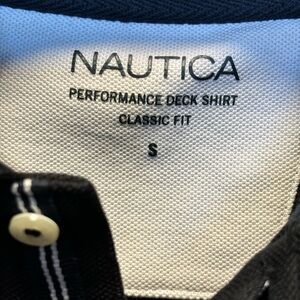 NAUTICA
PERFORMANCE DECK SHIRT
CLASSIC FIT
S